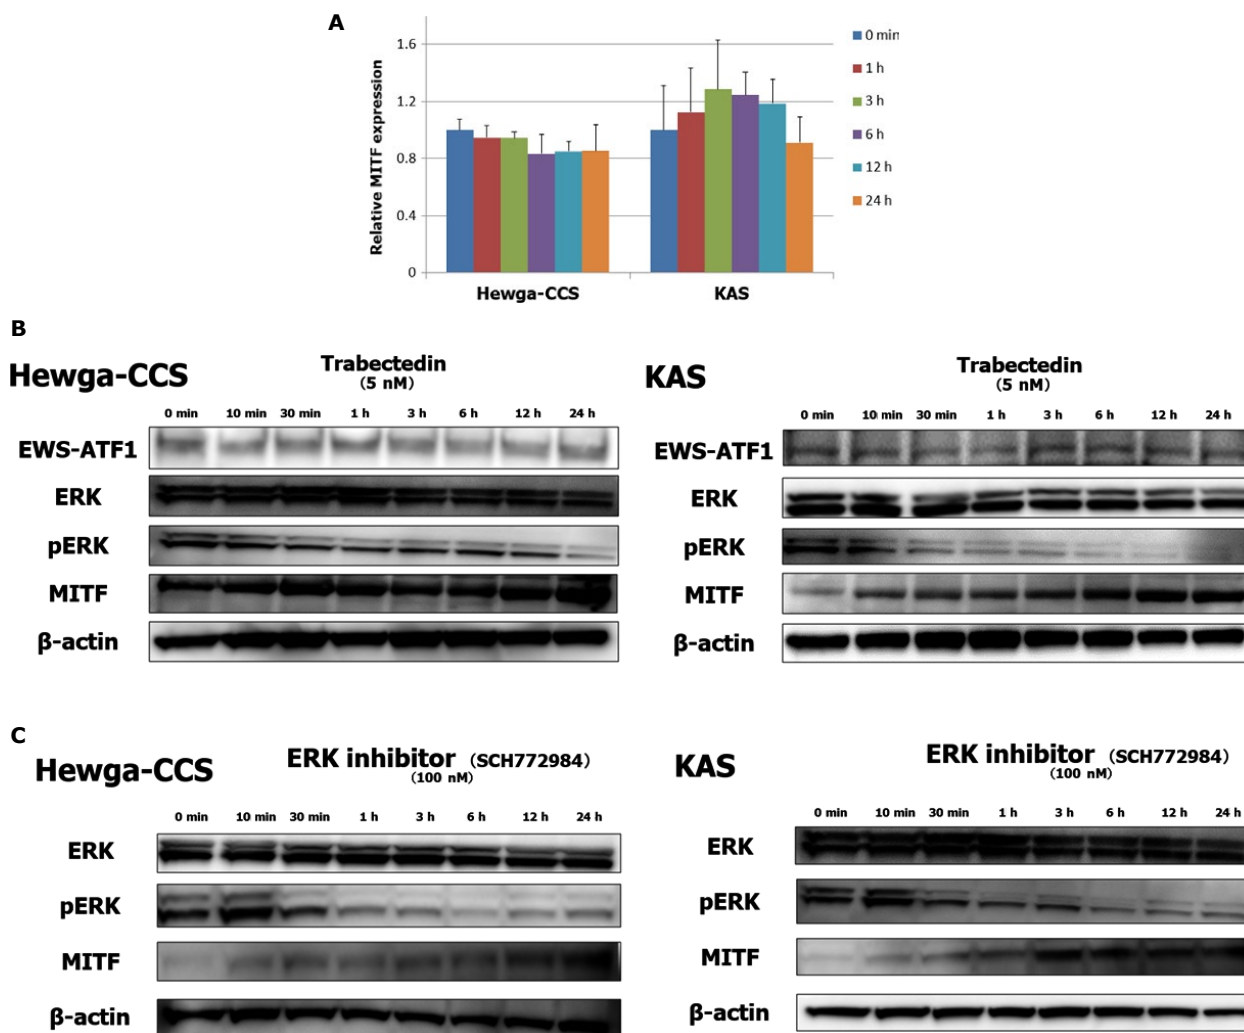 A
Relative MITF expression
1.6
1.2
0.8
0.4
0
Hewga-CCS KAS
0 min
1 h
3 h
6 h
12 h
24 h
B
Hewga-CCS
Trabectedin
(5 nM)
0 min 10 min 30 min 1 h 3 h 6 h 12 h 24 h
EWS-ATF1
ERK
pERK
MITF
β-actin
KAS
Trabectedin
(5 nM)
0 min 10 min 30 min 1 h 3 h 6 h 12 h 24 h
EWS-ATF1
ERK
pERK
MITF
β-actin
C
Hewga-CCS
ERK inhibitor (SCH772984)
(100 nM)
0 min 10 min 30 min 1 h 3 h 6 h 12 h 24 h
ERK
pERK
MITF
β-actin
KAS
ERK inhibitor (SCH772984)
(100 nM)
0 min 10 min 30 min 1 h 3 h 6 h 12 h 24 h
ERK
pERK
MITF
β-actin